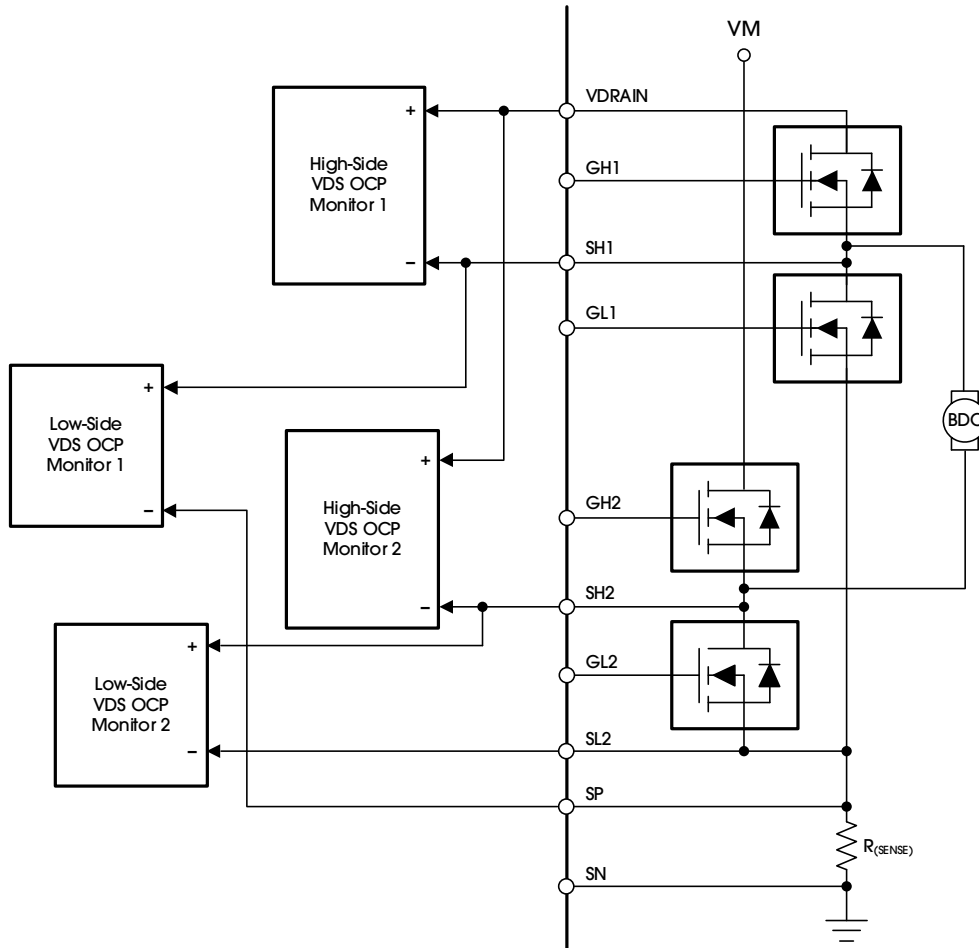 VM
VDRAIN
+
High-Side
VDS OCP
Monitor 1
GH1
−
SH1
GL1
+
Low-Side
VDS OCP
Monitor 1
−
BDC
+
High-Side
VDS OCP
Monitor 2
GH2
−
SH2
+
Low-Side
VDS OCP
Monitor 2
GL2
−
SL2
SP
R(SENSE)
SN